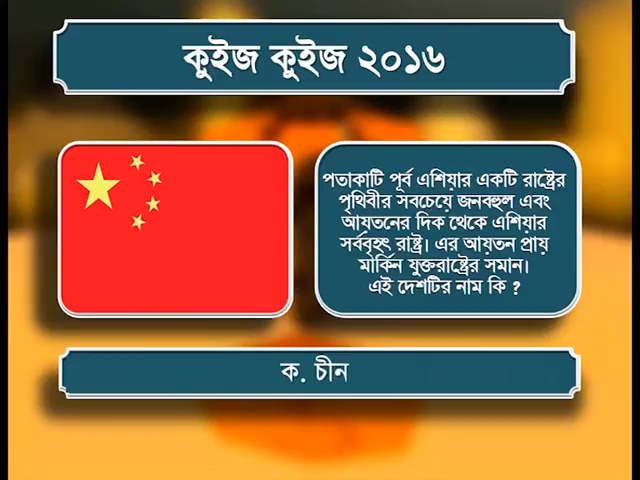 কুইজ কুইজ ২০১৬
পতাকাটি পূর্ব এশিয়ার একটি রাষ্ট্রের
পৃথিবীর সবচেয়ে জনবহুল এবং
আয়তনের দিক থেকে এশিয়ার
সর্ববৃহৎ রাষ্ট্র। এর আয়তন প্রায়
মার্কিন যুক্তরাষ্ট্রের সমান।
এই দেশটির নাম কি ?
ক. চীন